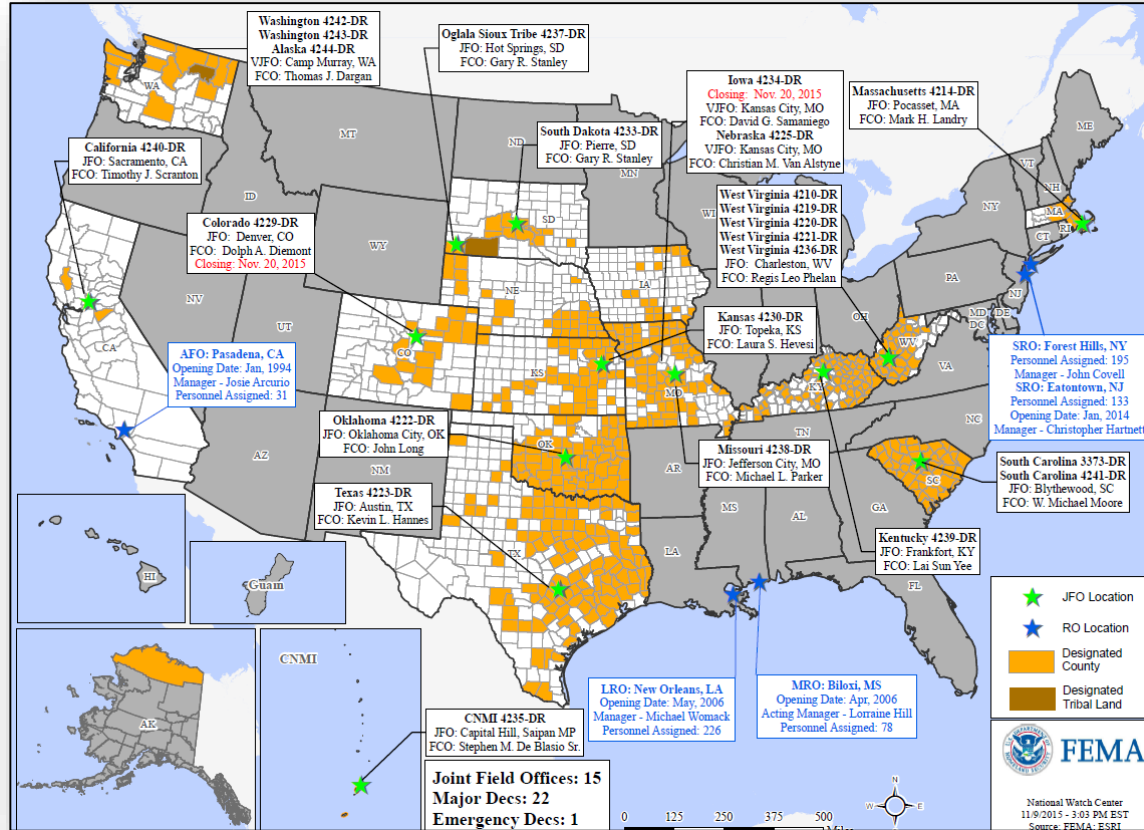 Washington 4242-DR
Washington 4243-DR
Alaska 4244-DR
VJFO: Camp Murray, WA
FCO: Thomas J. Dargan
Oglala Sioux Tribe 4237-DR
JFO: Hot Springs, SD
FCO: Gary R. Stanley
Iowa 4234-DR
Closing: Nov. 20, 2015
VJFO: Kansas City, MO
FCO: David G. Samaniego
Nebraska 4225-DR
VJFO: Kansas City, MO
FCO: Christian M. Van Alstyne
Massachusetts 4214-DR
JFO: Pocasset, MA
FCO: Mark H. Landry
California 4240-DR
JFO: Sacramento, CA
FCO: Timothy J. Scranton
South Dakota 4233-DR
JFO: Pierre, SD
FCO: Gary R. Stanley
Colorado 4229-DR
JFO: Denver, CO
FCO: Dolph A. Diemont
Closing: Nov. 20, 2015
West Virginia 4210-DR
West Virginia 4219-DR
West Virginia 4220-DR
West Virginia 4221-DR
West Virginia 4236-DR
JFO: Charleston, WV
FCO: Regis Leo Phelan
Kansas 4230-DR
JFO: Topeka, KS
FCO: Laura S. Hevesi
AFO: Pasadena, CA
Opening Date: Jan, 1994
Manager - Josie Arcurio
Personnel Assigned: 31
SRO: Forest Hills, NY
Personnel Assigned: 195
Manager - John Covell
SRO: Eatontown, NJ
Personnel Assigned: 133
Opening Date: Jan, 2014
Manager - Christopher Hartnett
Oklahoma 4222-DR
JFO: Oklahoma City, OK
FCO: John Long
Missouri 4238-DR
JFO: Jefferson City, MO
FCO: Michael L. Parker
South Carolina 3373-DR
South Carolina 4241-DR
JFO: Blythewood, SC
FCO: W. Michael Moore
Texas 4223-DR
JFO: Austin, TX
FCO: Kevin L. Hannes
Kentucky 4239-DR
JFO: Frankfort, KY
FCO: Lai Sun Yee
LRO: New Orleans, LA
Opening Date: May, 2006
Manager - Michael Womack
Personnel Assigned: 226
MRO: Biloxi, MS
Opening Date: Apr, 2006
Acting Manager - Lorraine Hill
Personnel Assigned: 78
CNMI 4235-DR
JFO: Capital Hill, Saipan MP
FCO: Stephen M. De Blasio Sr.
WA
MT
ND
MN
ME
VT
NH
MA
RI
CT
NY
WI
ID
SD
WY
IA
NE
PA
NJ
MD
DE
DC
OH
WV
VA
NV
UT
CO
CA
KS
MO
KY
NC
TN
AZ
NM
OK
AR
SC
GA
MS
AL
LA
TX
FL
HI
Guam
CNMI
AK
Joint Field Offices: 15
Major Decs: 22
Emergency Decs: 1
0 125 250 375 500
Miles
N
W
E
S
JFO Location
RO Location
Designated
County
Designated
Tribal Land
FEMA
National Watch Center
11/9/2015 - 3:03 PM EST
Source: FEMA; ESRI